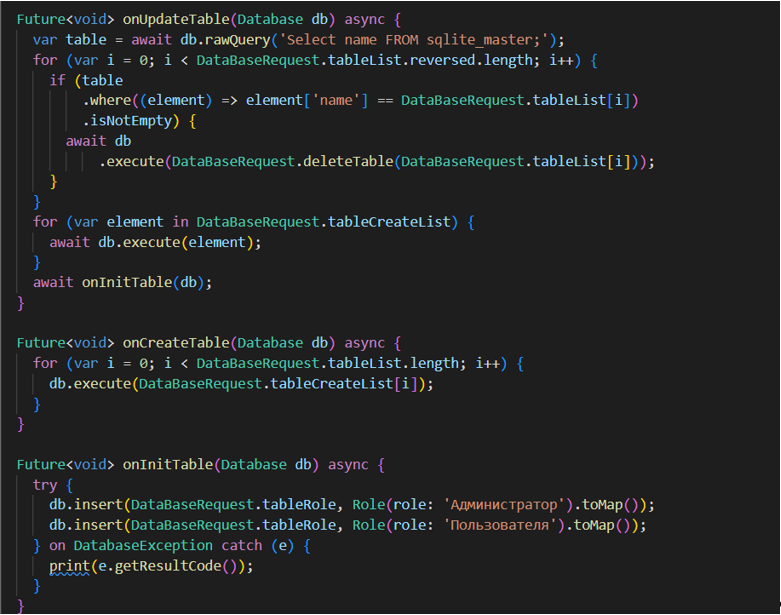 Future<void> onUpdateTable(Database db) async {
var table = await db.rawQuery('Select name FROM sqlite_master;');
for (var i = 0; i < DataBaseRequest.tableList.reversed.length; i++) {
if (table
.where((element) => element['name'] == DataBaseRequest.tableList[i])
.isNotEmpty) {
await db
.execute(DataBaseRequest.deleteTable(DataBaseRequest.tableList[i]));
}
}
for (var element in DataBaseRequest.tableCreateList) {
await db.execute(element);
}
await onInitTable(db);
}
Future<void> onCreateTable(Database db) async {
for (var i = 0; i < DataBaseRequest.tableList.length; i++) {
db.execute(DataBaseRequest.tableCreateList[i]);
}
}
Future<void> onInitTable(Database db) async {
try {
db.insert(DataBaseRequest.tableRole, Role(role: 'Администратор').toMap());
db.insert(DataBaseRequest.tableRole, Role(role: 'Пользователя').toMap());
} on DatabaseException catch (e) {
print(e.getResultCode());
}
}